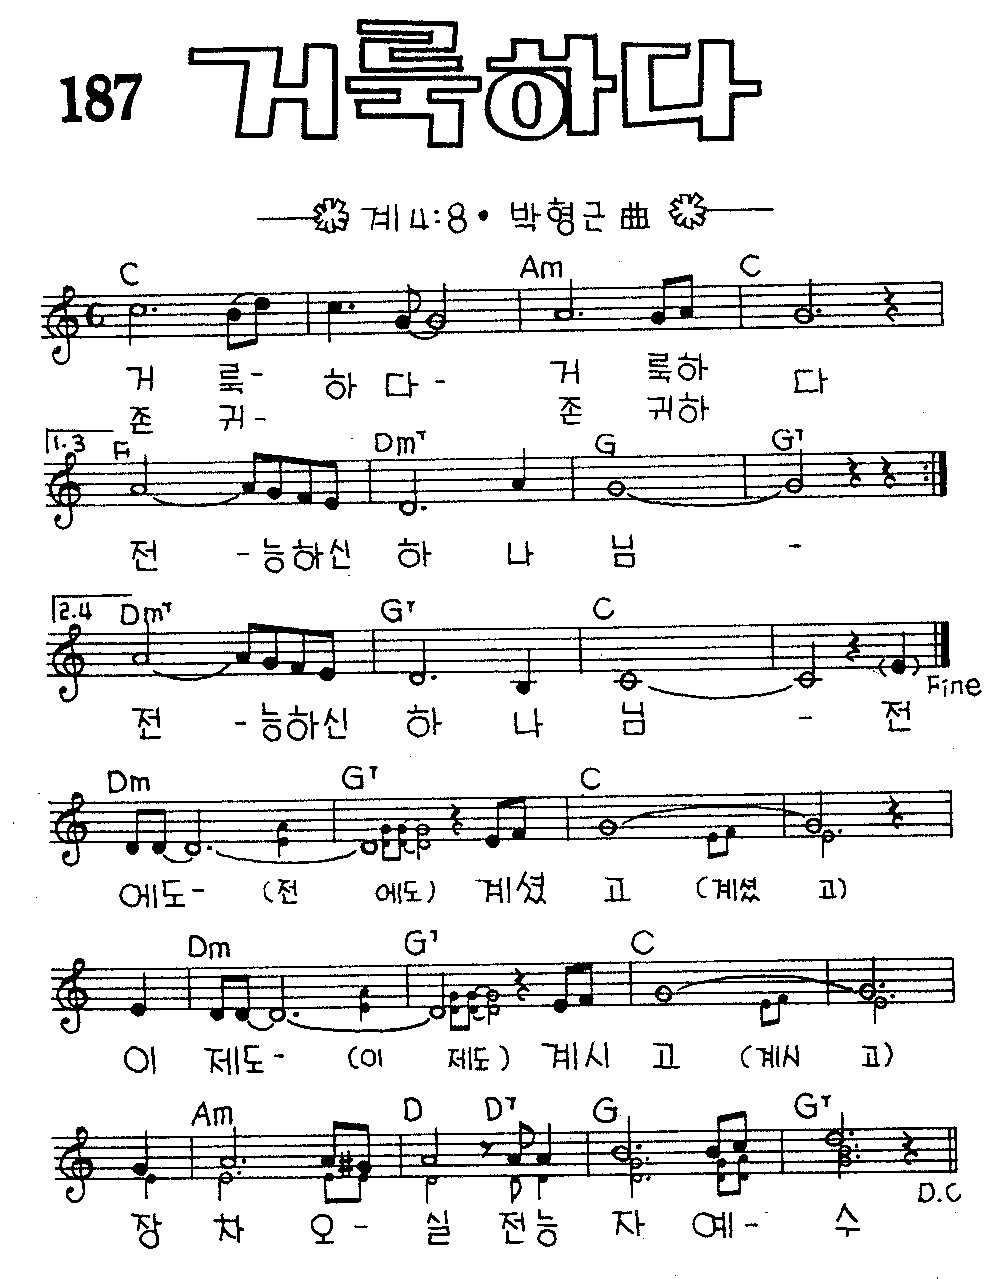 187 거룩하다
계 4:8 • 박형근 曲
C Am C
거 룩- 하 다- 거 룩하 다
존 귀- 존 귀하
1.3 F Dm7 G G7
전 -능하신 하 나 님 -
2.4 Dm7 G7 C
Fine
전 -능하신 하 나 님 - 전
Dm G7 C
에도- (전 에도) 계셨 고 (계셨 고)
Dm G7 C
이 제도- (이 제도) 계시 고 (계시 고)
Am D D7 G G7
D.C
장 차 오- 실 전능 자 예- 수